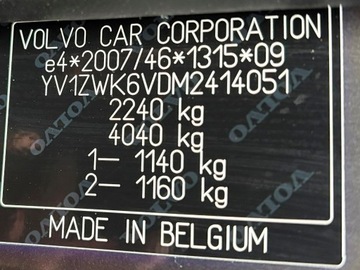 VOLVO CAR CORPORATION
e4*2007/46*1315*09
YV1ZWK6VDM2414051
2240 kg
4040 kg
1– 1140 kg
2– 1160 kg
MADE IN BELGIUM